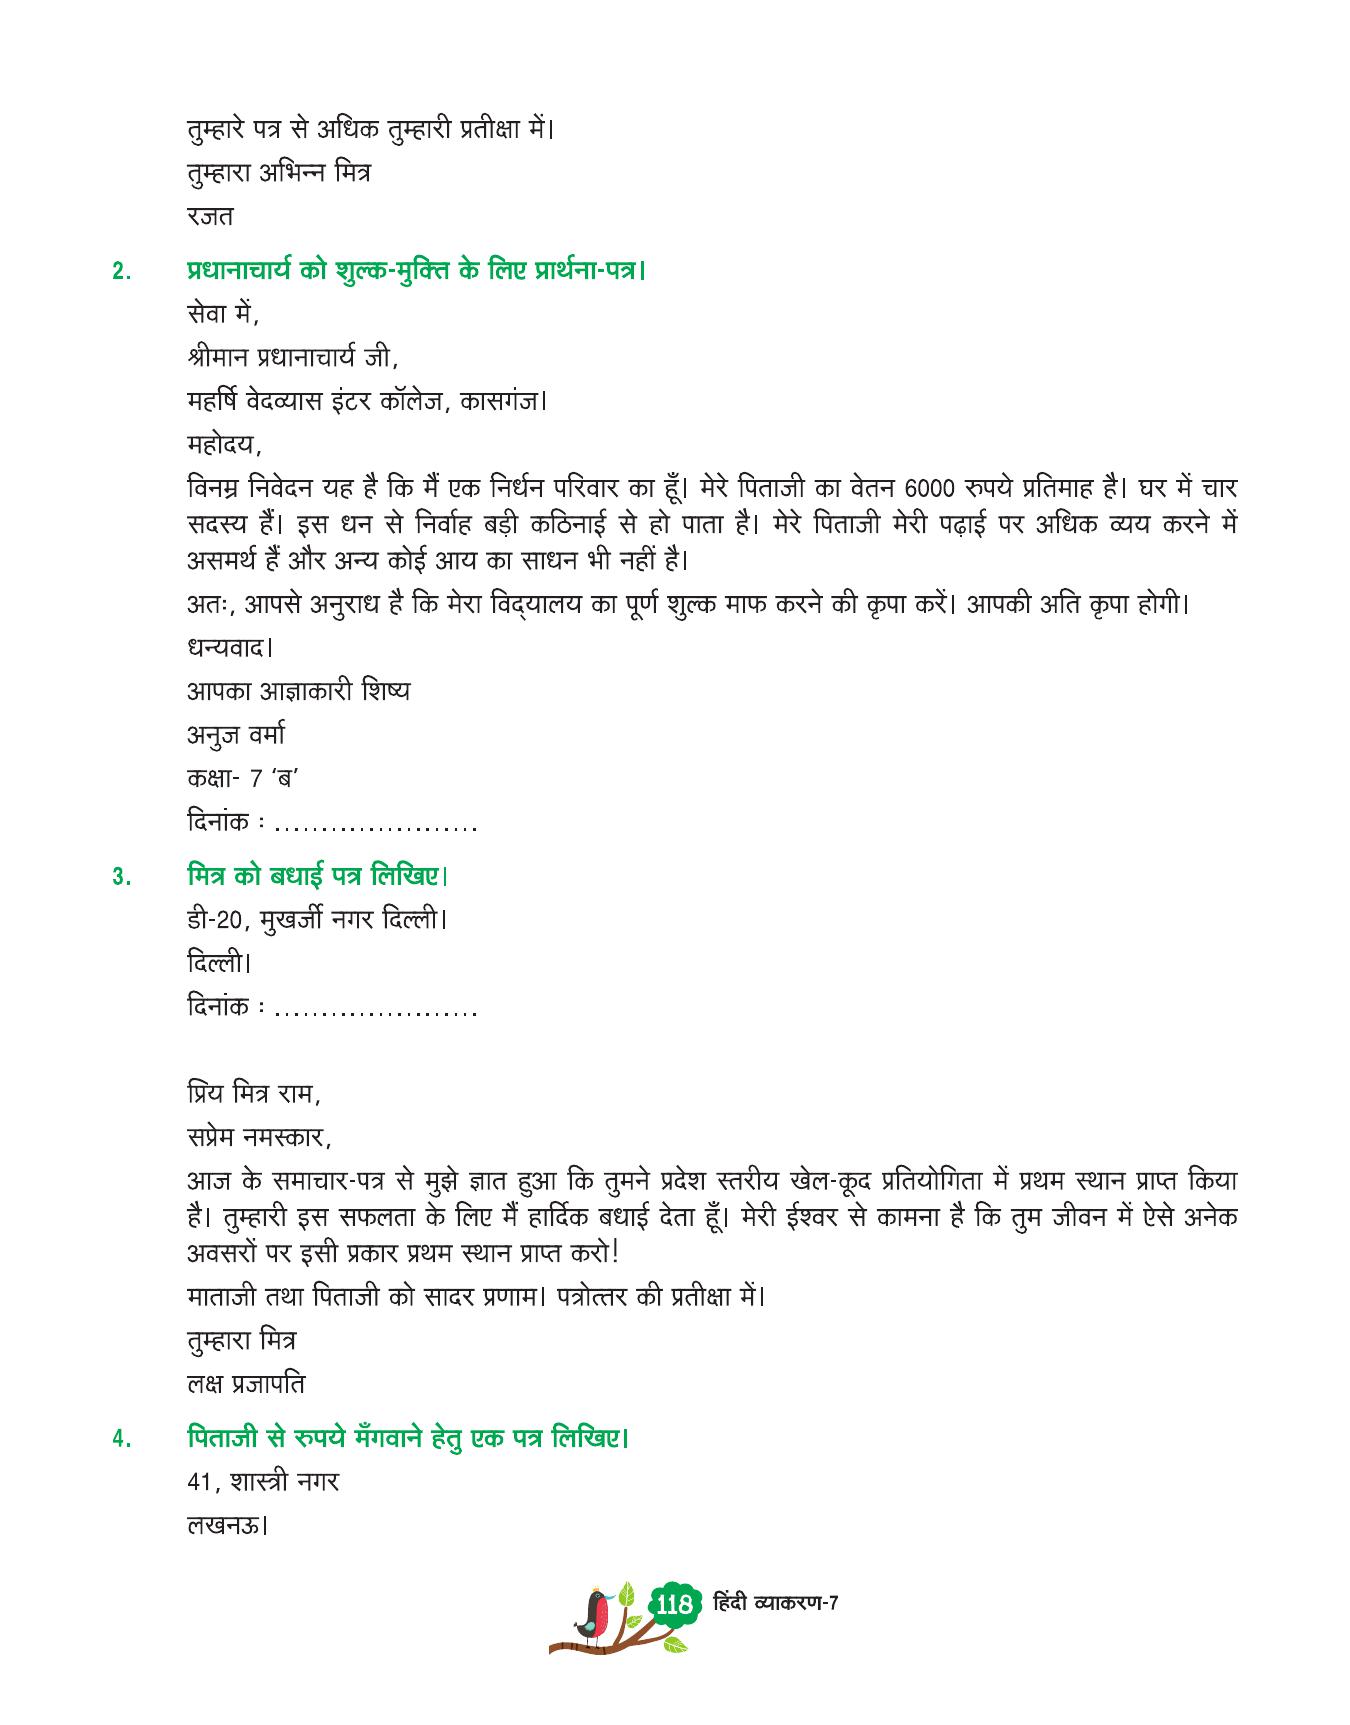 तुम्हारे पत्र से अधिक तुम्हारी प्रतीक्षा में।
तुम्हारा अभिन्न मित्र
रजत
2. प्रधानाचार्य को शुल्क-मुक्ति के लिए प्रार्थना-पत्र।
सेवा में,
श्रीमान प्रधानाचार्य जी,
महर्षि वेदव्यास इंटर कॉलेज, कासगंज।
महोदय,
विनम्र निवेदन यह है कि मैं एक निर्धन परिवार का हूँ। मेरे पिताजी का वेतन 6000 रुपये प्रतिमाह है। घर में चार
सदस्य हैं। इस धन से निर्वाह बड़ी कठिनाई से हो पाता है। मेरे पिताजी मेरी पढ़ाई पर अधिक व्यय करने में
असमर्थ हैं और अन्य कोई आय का साधन भी नहीं है।
अतः, आपसे अनुराध है कि मेरा विद्यालय का पूर्ण शुल्क माफ करने की कृपा करें। आपकी अति कृपा होगी।
धन्यवाद।
आपका आज्ञाकारी शिष्य
अनुज वर्मा
कक्षा- 7 ‘ब’
दिनांक : ......................
3. मित्र को बधाई पत्र लिखिए।
डी-20, मुखर्जी नगर दिल्ली।
दिल्ली।
दिनांक : ......................
प्रिय मित्र राम,
सप्रेम नमस्कार,
आज के समाचार-पत्र से मुझे ज्ञात हुआ कि तुमने प्रदेश स्तरीय खेल-कूद प्रतियोगिता में प्रथम स्थान प्राप्त किया
है। तुम्हारी इस सफलता के लिए मैं हार्दिक बधाई देता हूँ। मेरी ईश्वर से कामना है कि तुम जीवन में ऐसे अनेक
अवसरों पर इसी प्रकार प्रथम स्थान प्राप्त करो!
माताजी तथा पिताजी को सादर प्रणाम। पत्रोत्तर की प्रतीक्षा में।
तुम्हारा मित्र
लक्ष प्रजापति
4. पिताजी से रुपये मँगवाने हेतु एक पत्र लिखिए।
41, शास्त्री नगर
लखनऊ।
118 हिंदी व्याकरण-7